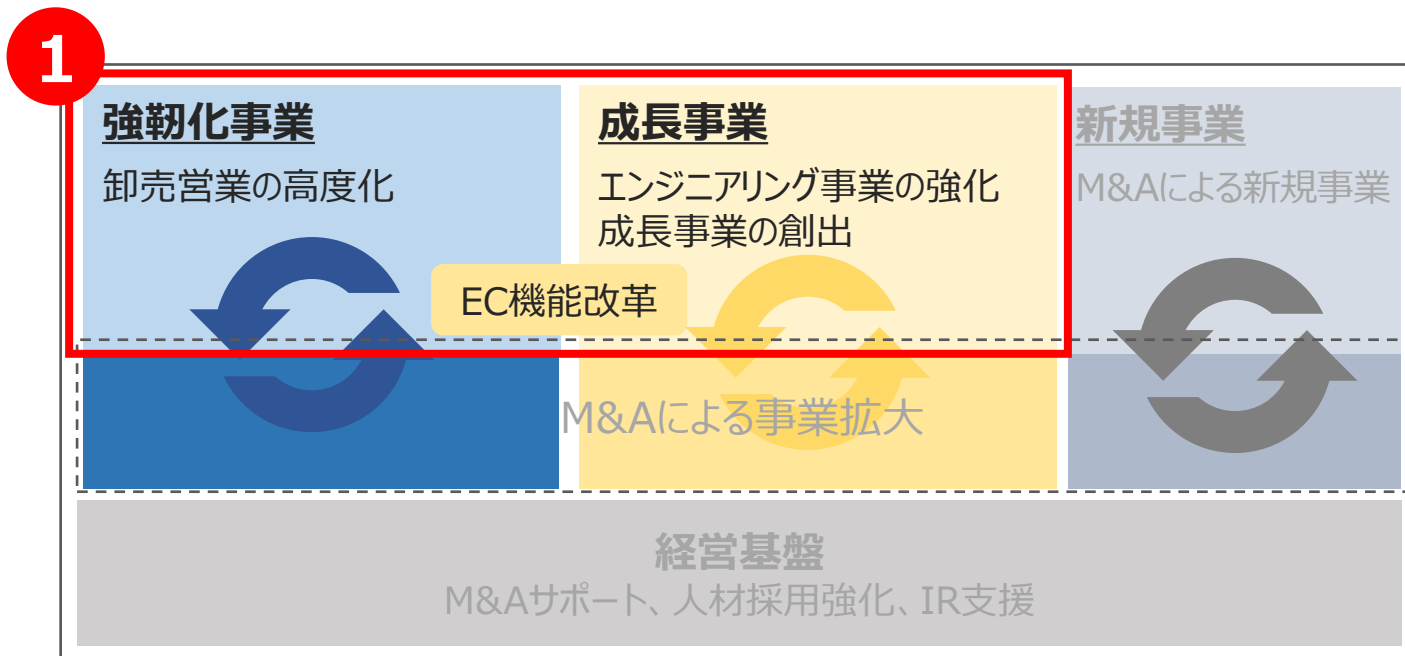 1
強靭化事業
卸売営業の高度化
成長事業
エンジニアリング事業の強化
成長事業の創出
新規事業
M&Aによる新規事業
EC機能改革
M&Aによる事業拡大
経営基盤
M&Aサポート、人材採用強化、IR支援